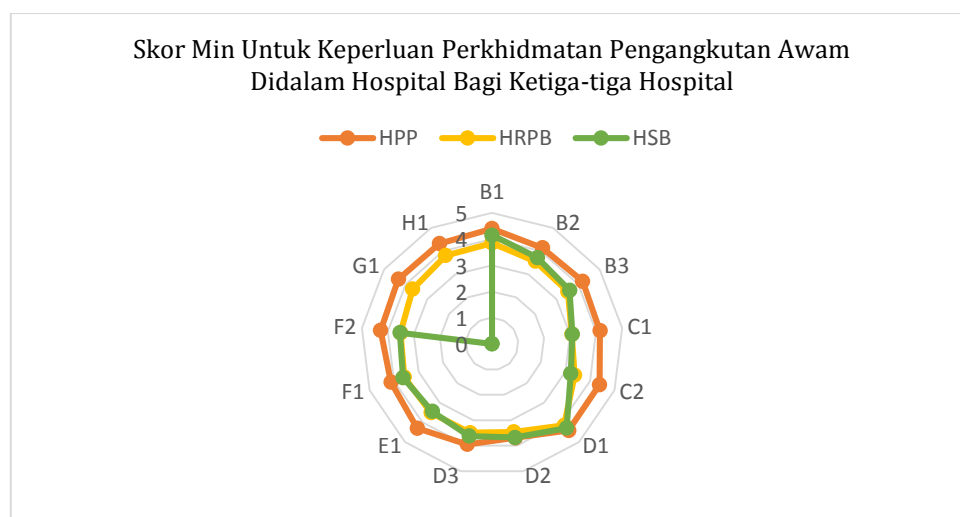 Skor Min Untuk Keperluan Perkhidmatan Pengangkutan Awam
Didalam Hospital Bagi Ketiga-tiga Hospital
HPP HRPB HSB
B1
B2
B3
C1
C2
D1
D2
D3
E1
F1
F2
G1
H1
5
4
3
2
1
0